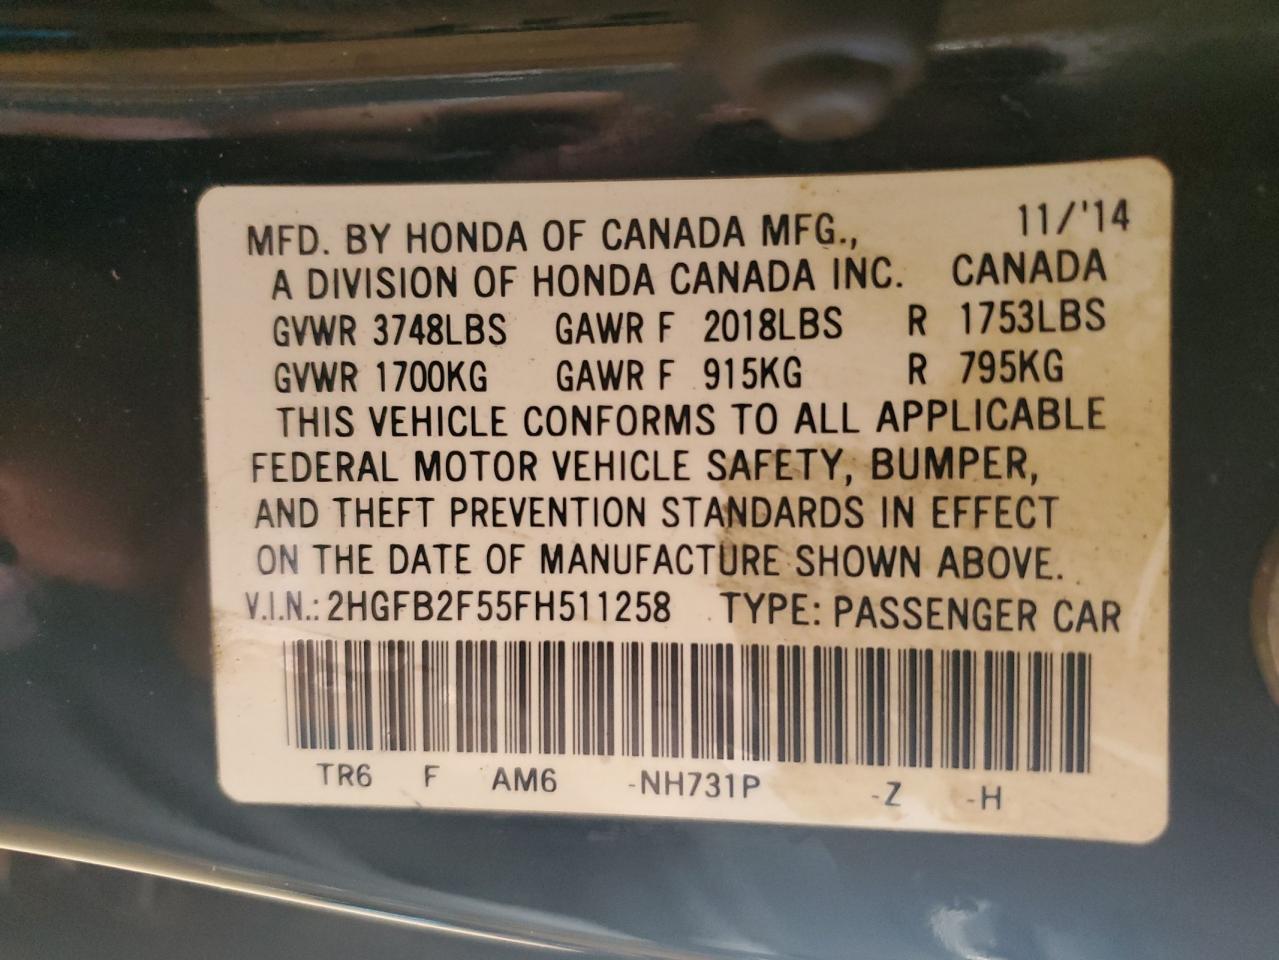 MFD. BY HONDA OF CANADA MFG., 11/'14
A DIVISION OF HONDA CANADA INC. CANADA
GVWR 3748LBS GAWR F 2018LBS R 1753LBS
GVWR 1700KG GAWR F 915KG R 795KG
THIS VEHICLE CONFORMS TO ALL APPLICABLE
FEDERAL MOTOR VEHICLE SAFETY, BUMPER,
AND THEFT PREVENTION STANDARDS IN EFFECT
ON THE DATE OF MANUFACTURE SHOWN ABOVE.
V.I.N.: 2HGFB2F55FH511258 TYPE: PASSENGER CAR
TR6 F AM6 -NH731P -Z -H